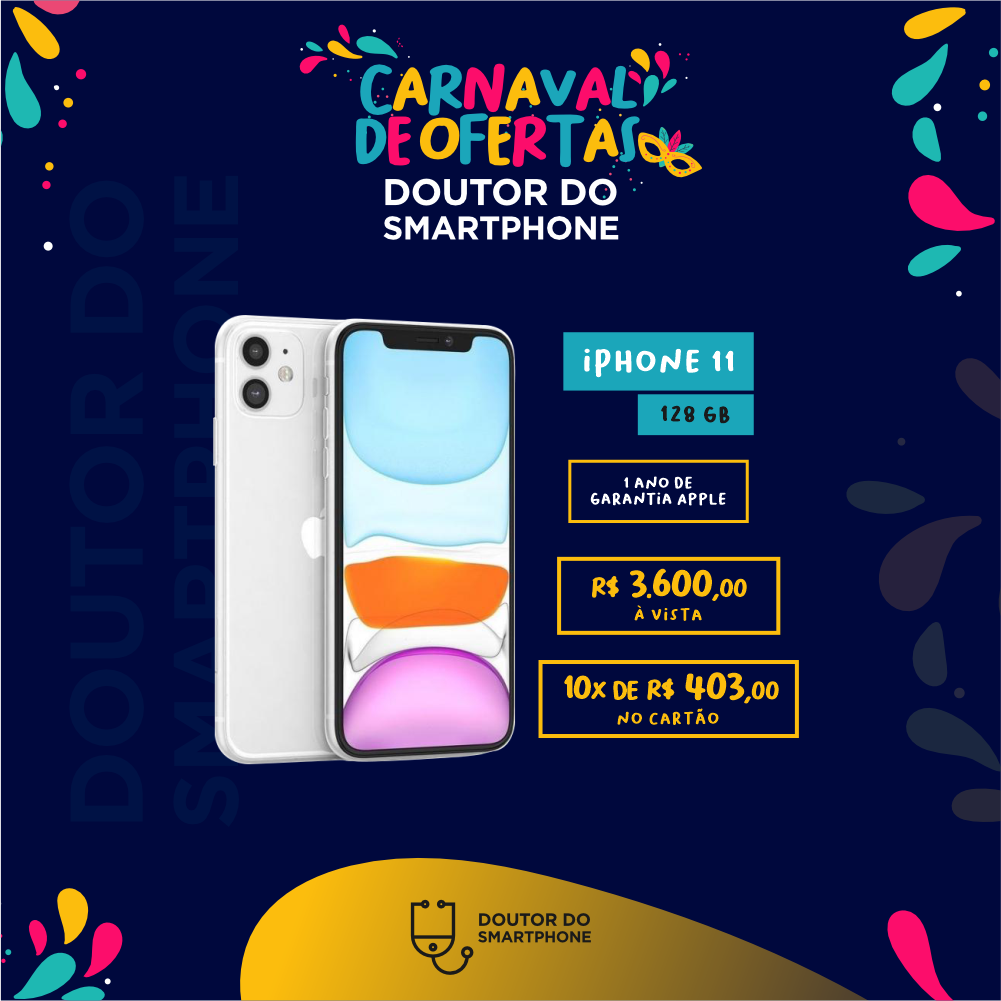 CARNAVAL
DE OFERTAS
DOUTOR DO
SMARTPHONE
DOUTOR DO
SMARTPHONE
iPHONE 11
128 GB
1 ANO DE
GARANTiA APPLE
R$ 3.600,00
À ViSTA
10x DE R$ 403,00
NO CARTÃO
DOUTOR DO
SMARTPHONE